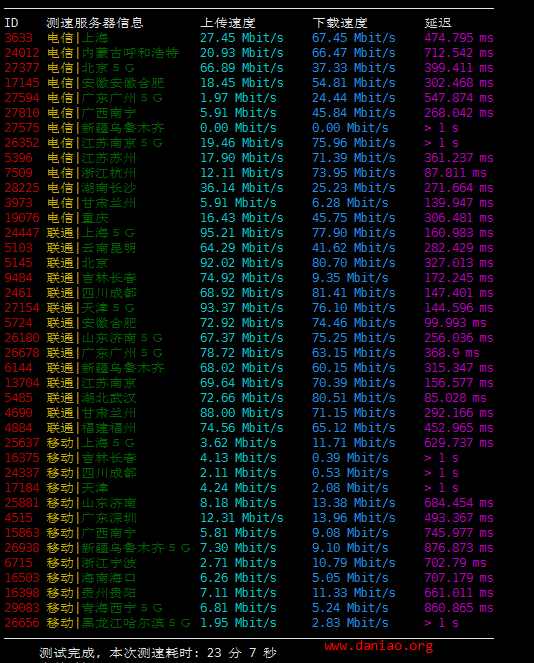 ID 测速服务器信息 上传速度 下载速度 延迟
3633 电信|上海 27.45 Mbit/s 67.45 Mbit/s 474.795 ms
24012 电信|内蒙古呼和浩特 20.93 Mbit/s 66.47 Mbit/s 712.542 ms
27377 电信|北京5G 66.89 Mbit/s 37.33 Mbit/s 399.411 ms
17145 电信|安徽安徽合肥 18.45 Mbit/s 54.81 Mbit/s 302.468 ms
27594 电信|广东广州5G 1.97 Mbit/s 24.44 Mbit/s 547.874 ms
27810 电信|广西南宁 5.91 Mbit/s 45.84 Mbit/s 268.042 ms
27575 电信|新疆乌鲁木齐 0.00 Mbit/s 0.00 Mbit/s > 1 s
26352 电信|江苏南京5G 19.46 Mbit/s 75.96 Mbit/s > 1 s
5396 电信|江苏苏州 17.90 Mbit/s 71.39 Mbit/s 361.237 ms
7509 电信|浙江杭州 12.11 Mbit/s 73.95 Mbit/s 87.811 ms
28225 电信|湖南长沙 36.14 Mbit/s 25.23 Mbit/s 271.664 ms
3973 电信|甘肃兰州 5.91 Mbit/s 6.28 Mbit/s 139.947 ms
19076 电信|重庆 16.43 Mbit/s 45.75 Mbit/s 306.481 ms
24447 联通|上海5G 95.21 Mbit/s 77.90 Mbit/s 160.983 ms
5103 联通|云南昆明 64.29 Mbit/s 41.62 Mbit/s 282.429 ms
5145 联通|北京 92.02 Mbit/s 80.70 Mbit/s 327.013 ms
9484 联通|吉林长春 74.92 Mbit/s 9.35 Mbit/s 172.245 ms
2461 联通|四川成都 68.92 Mbit/s 81.41 Mbit/s 147.401 ms
27154 联通|天津5G 93.37 Mbit/s 76.10 Mbit/s 144.596 ms
5724 联通|安徽合肥 72.92 Mbit/s 74.46 Mbit/s 99.993 ms
26180 联通|山东济南5G 67.37 Mbit/s 75.25 Mbit/s 256.036 ms
26678 联通|广东广州5G 78.72 Mbit/s 63.15 Mbit/s 368.9 ms
6144 联通|新疆乌鲁木齐 68.02 Mbit/s 60.15 Mbit/s 315.347 ms
13704 联通|江苏南京 69.64 Mbit/s 70.39 Mbit/s 156.577 ms
5485 联通|湖北武汉 72.66 Mbit/s 80.51 Mbit/s 85.028 ms
4690 联通|甘肃兰州 88.00 Mbit/s 71.15 Mbit/s 292.166 ms
4884 联通|福建福州 74.56 Mbit/s 65.12 Mbit/s 452.965 ms
25637 移动|上海5G 3.62 Mbit/s 11.71 Mbit/s 629.737 ms
16375 移动|吉林长春 4.13 Mbit/s 0.39 Mbit/s > 1 s
24337 移动|四川成都 2.11 Mbit/s 0.53 Mbit/s > 1 s
17184 移动|天津 4.24 Mbit/s 2.08 Mbit/s > 1 s
25881 移动|山东济南 8.18 Mbit/s 13.38 Mbit/s 684.454 ms
4515 移动|广东深圳 12.31 Mbit/s 13.96 Mbit/s 493.367 ms
15863 移动|广西南宁 5.81 Mbit/s 9.08 Mbit/s 745.977 ms
26938 移动|新疆乌鲁木齐5G 7.30 Mbit/s 9.10 Mbit/s 876.873 ms
6715 移动|浙江宁波 2.71 Mbit/s 10.79 Mbit/s 702.79 ms
16503 移动|海南海口 6.26 Mbit/s 5.05 Mbit/s 707.179 ms
16398 移动|贵州贵阳 7.11 Mbit/s 11.33 Mbit/s 661.011 ms
29083 移动|青海西宁5G 6.81 Mbit/s 5.24 Mbit/s 860.865 ms
26656 移动|黑龙江哈尔滨5G 1.95 Mbit/s 2.83 Mbit/s > 1 s
测试完成, 本次测速耗时: 23 分 7 秒
www.daniao.org